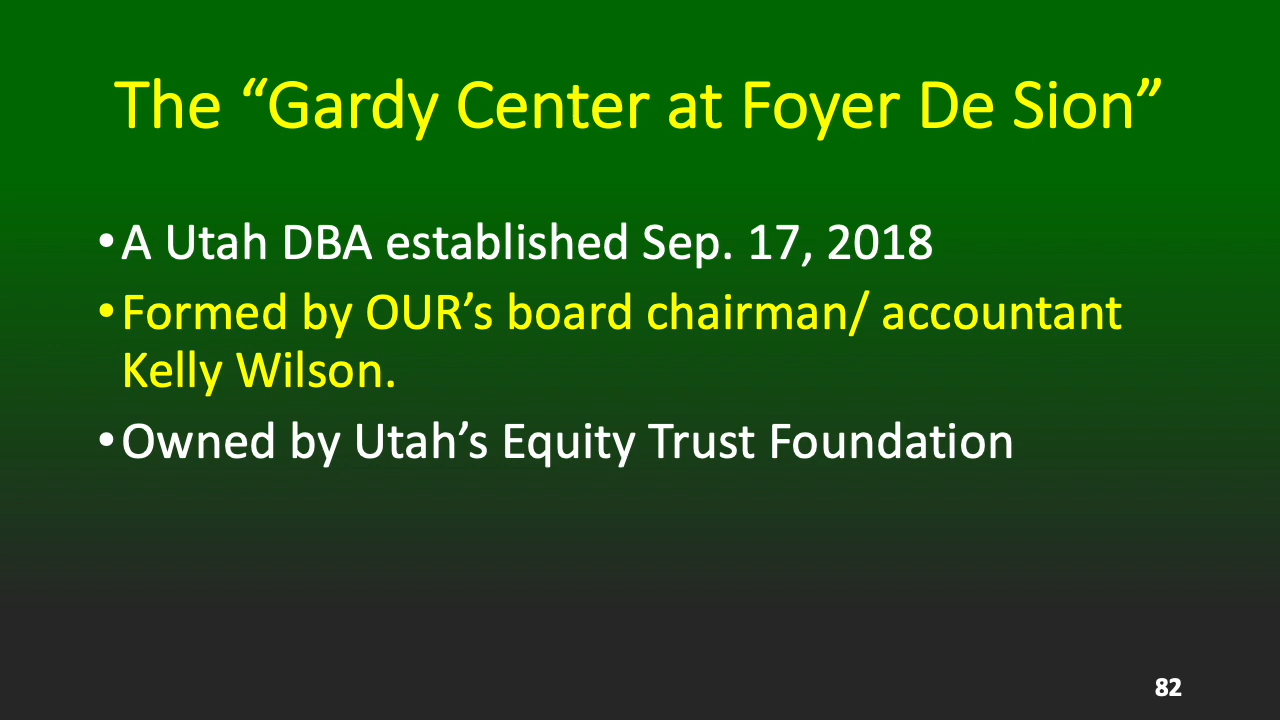 The “Gardy Center at Foyer De Sion”
•A Utah DBA established Sep. 17, 2018
•Formed by OUR’s board chairman/ accountant
Kelly Wilson.
•Owned by Utah’s Equity Trust Foundation
82